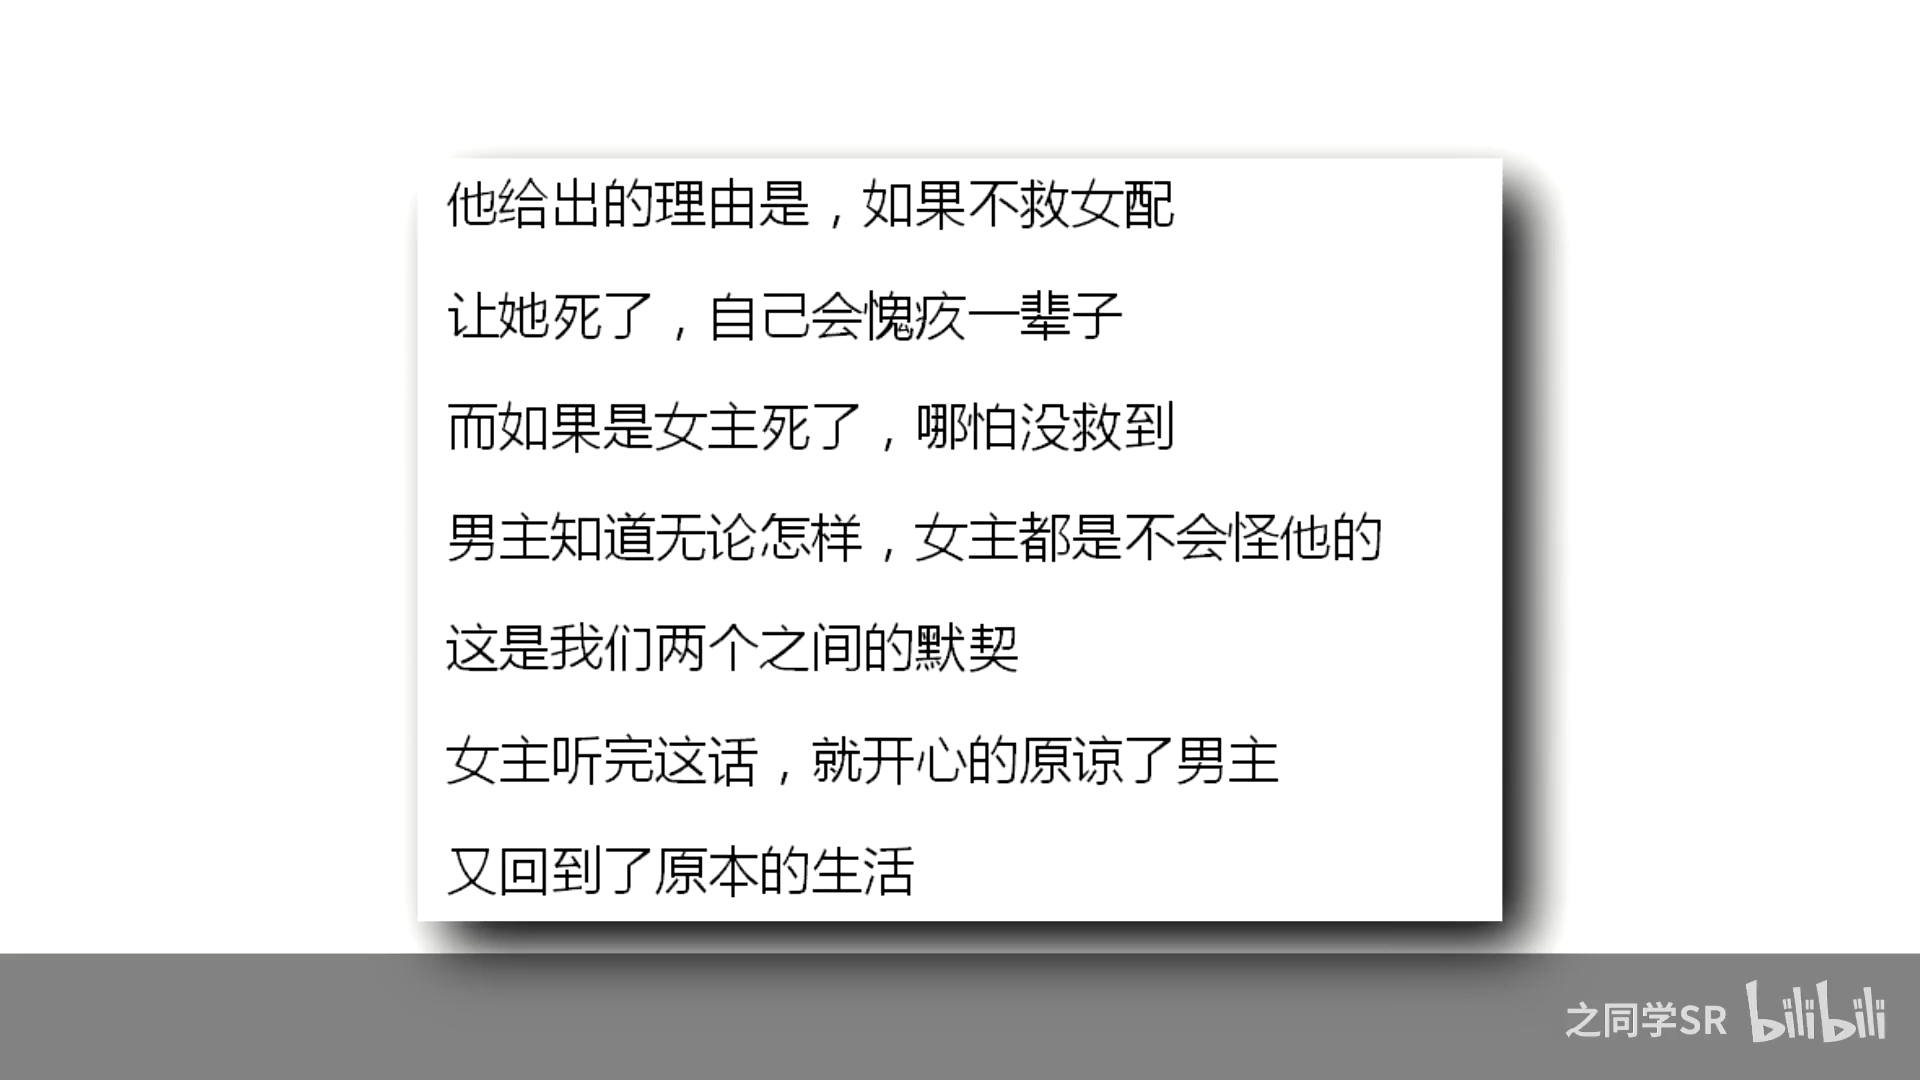 他给出的理由是，如果不救女配
让她死了，自己会愧疚一辈子
而如果是女主死了，哪怕没救到
男主知道无论怎样，女主都是不会怪他的
这是我们两个之间的默契
女主听完这话，就开心的原谅了男主
又回到了原本的生活
之同学SR bilibili